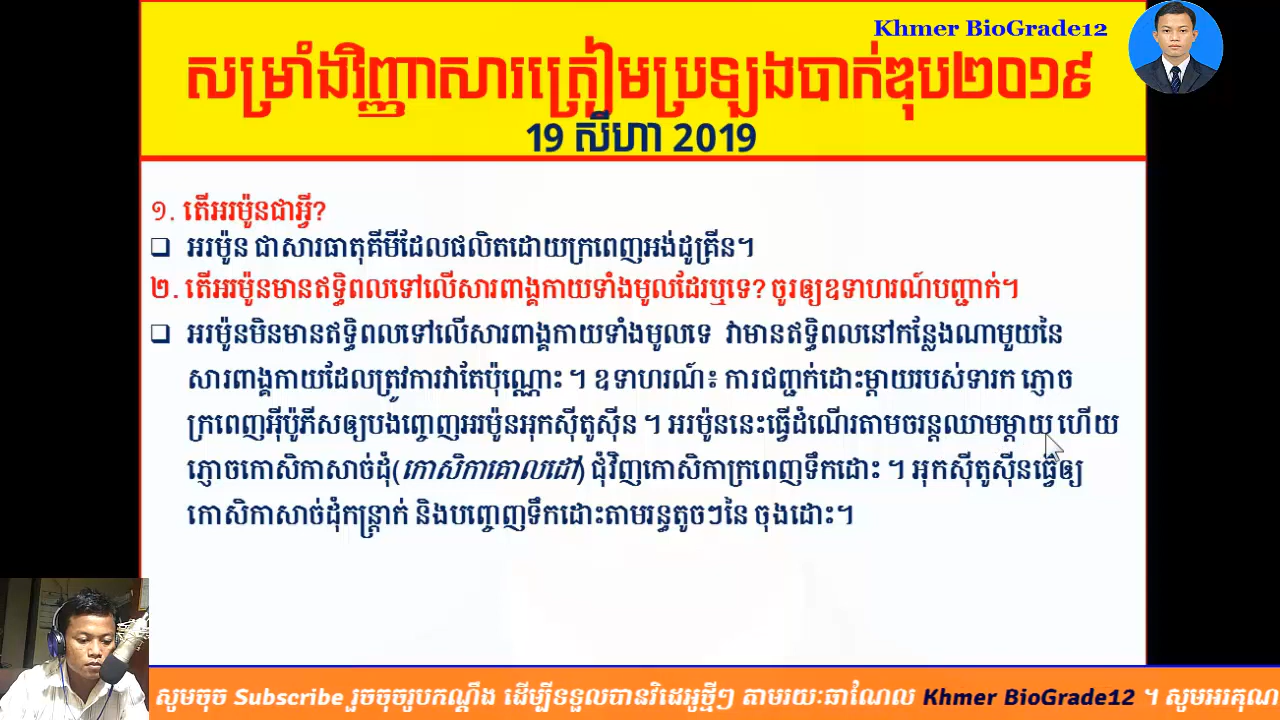 Khmer BioGrade12
សម្រាំងវិញ្ញាសារត្រៀមប្រឡងបាក់ឌុប២០១៩
19 សីហា 2019
១. តើអរម៉ូនជាអ្វី?
❑ អរម៉ូន ជាសារធាតុគីមីដែលផលិតដោយក្រពេញអង់ដូគ្រីន។
២. តើអរម៉ូនមានឥទ្ធិពលទៅលើសារពាង្គកាយទាំងមូលដែរឬទេ? ចូរឲ្យឧទាហរណ៍បញ្ជាក់។
❑ អរម៉ូនមិនមានឥទ្ធិពលទៅលើសារពាង្គកាយទាំងមូលទេ វាមានឥទ្ធិពលនៅកន្លែងណាមួយនៃ
សារពាង្គកាយដែលត្រូវការវាតែប៉ុណ្ណោះ ។ ឧទាហរណ៍៖ ការជញ្ជក់ដោះម្តាយរបស់ទារក ភ្ញោច
ក្រពេញអ៊ីប៉ូភីសឲ្យបងញ្ចេញអរម៉ូនអុកស៊ីតូស៊ីន ។ អរម៉ូននេះធ្វើដំណើរតាមចរន្តឈាមម្តាយ ហើយ
ភ្ញោចកោសិកាសាច់ដុំ(កោសិកាគោលដៅ) ជុំវិញកោសិកាក្រពេញទឹកដោះ ។ អុកស៊ីតូស៊ីនធ្វើឲ្យ
កោសិកាសាច់ដុំកន្ត្រាក់ និងបញ្ចេញទឹកដោះតាមរន្ធតូចៗនៃ ចុងដោះ។
សូមចុច Subscribe រួចចុចរូបកណ្តឹង ដើម្បីទទួលបានវិដេអូថ្មីៗ តាមរយៈឆាណែល Khmer BioGrade12 ។ សូមអរគុណ